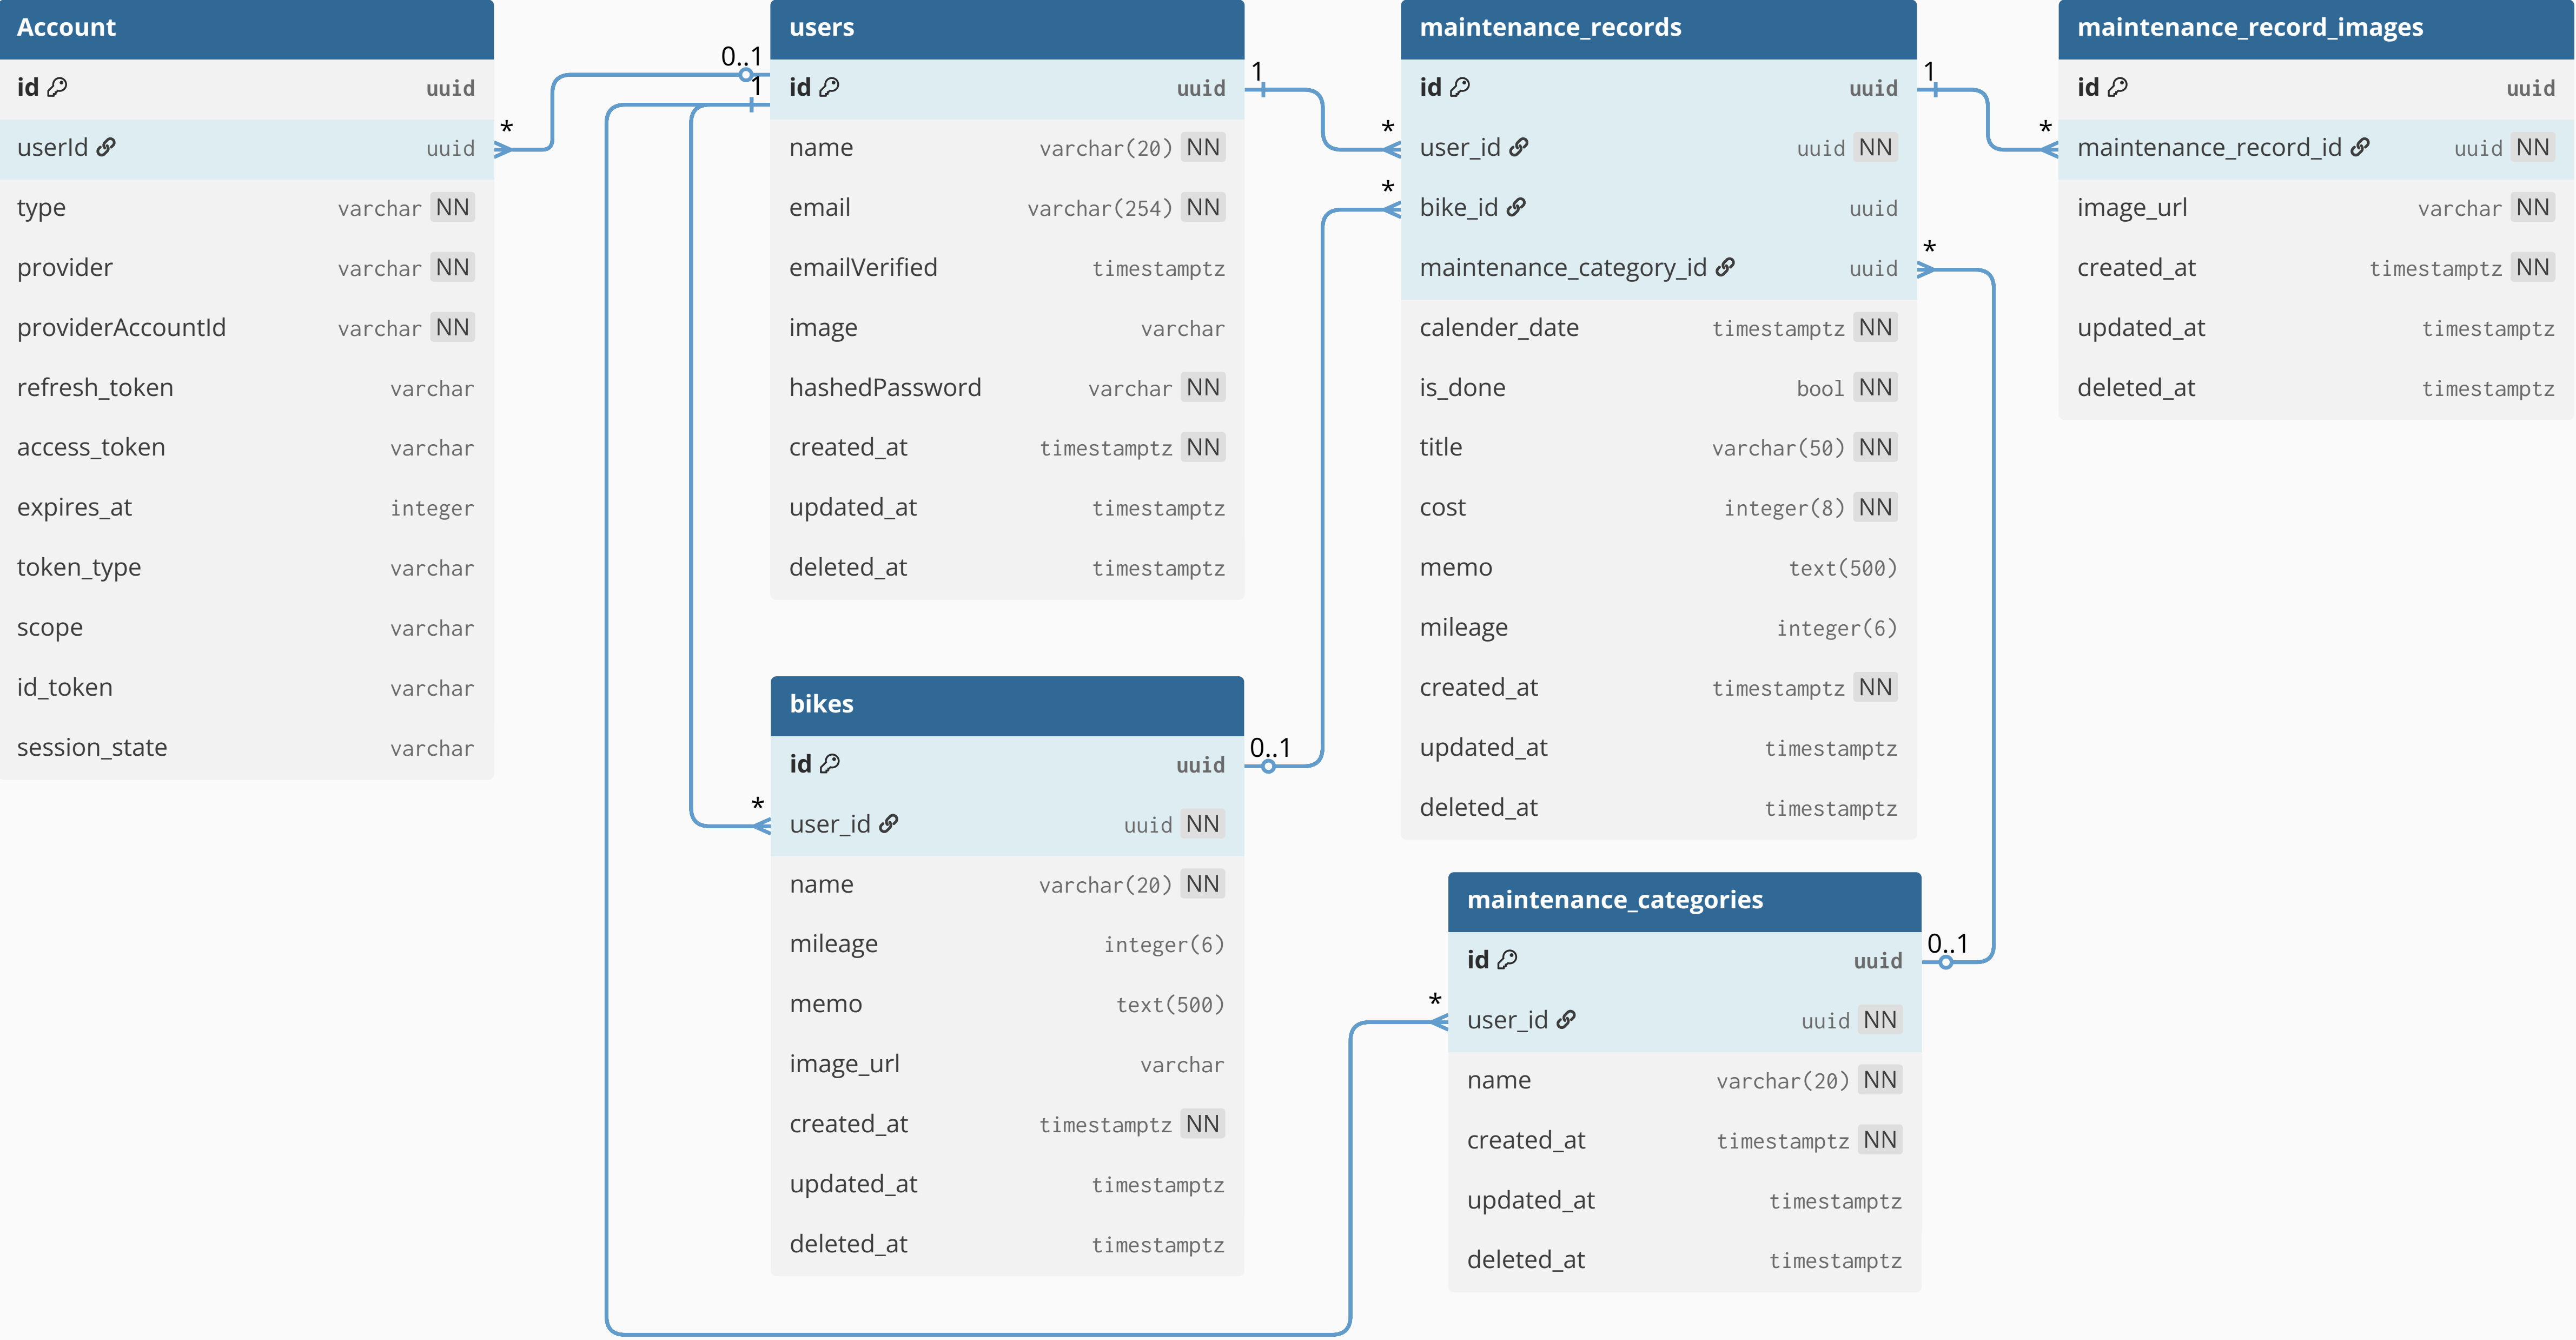 Account
id uuid
userId uuid
type varchar NN
provider varchar NN
providerAccountId varchar NN
refresh_token varchar
access_token varchar
expires_at integer
token_type varchar
scope varchar
id_token varchar
session_state varchar
*
0..1
1
users
id uuid
name varchar(20) NN
email varchar(254) NN
emailVerified timestamptz
image varchar
hashedPassword varchar NN
created_at timestamptz NN
updated_at timestamptz
deleted_at timestamptz
1
*
*
bikes
id uuid
user_id uuid NN
name varchar(20) NN
mileage integer(6)
memo text(500)
image_url varchar
created_at timestamptz NN
updated_at timestamptz
deleted_at timestamptz
*
0..1
maintenance_records
id uuid
user_id uuid NN
bike_id uuid
maintenance_category_id uuid
calender_date timestamptz NN
is_done bool NN
title varchar(50) NN
cost integer(8) NN
memo text(500)
mileage integer(6)
created_at timestamptz NN
updated_at timestamptz
deleted_at timestamptz
1
*
*
maintenance_categories
id uuid
user_id uuid NN
name varchar(20) NN
created_at timestamptz NN
updated_at timestamptz
deleted_at timestamptz
0..1
*
maintenance_record_images
id uuid
maintenance_record_id uuid NN
image_url varchar NN
created_at timestamptz NN
updated_at timestamptz
deleted_at timestamptz